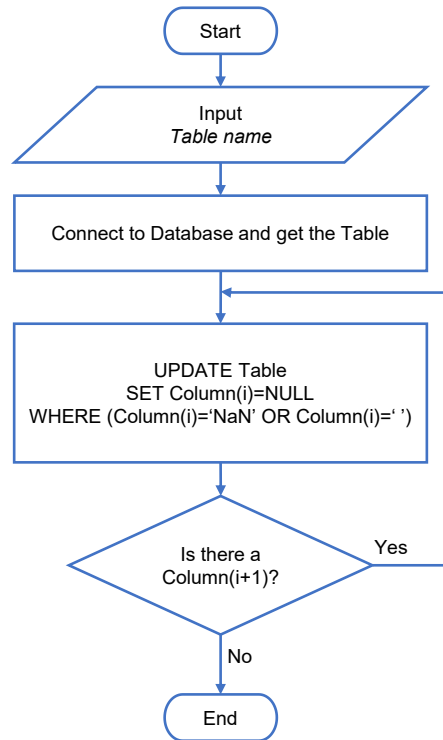 Start
Input
Table name
Connect to Database and get the Table
UPDATE Table
SET Column(i)=NULL
WHERE (Column(i)=‘NaN’ OR Column(i)=‘ ’)
Is there a
Column(i+1)?
Yes
No
End